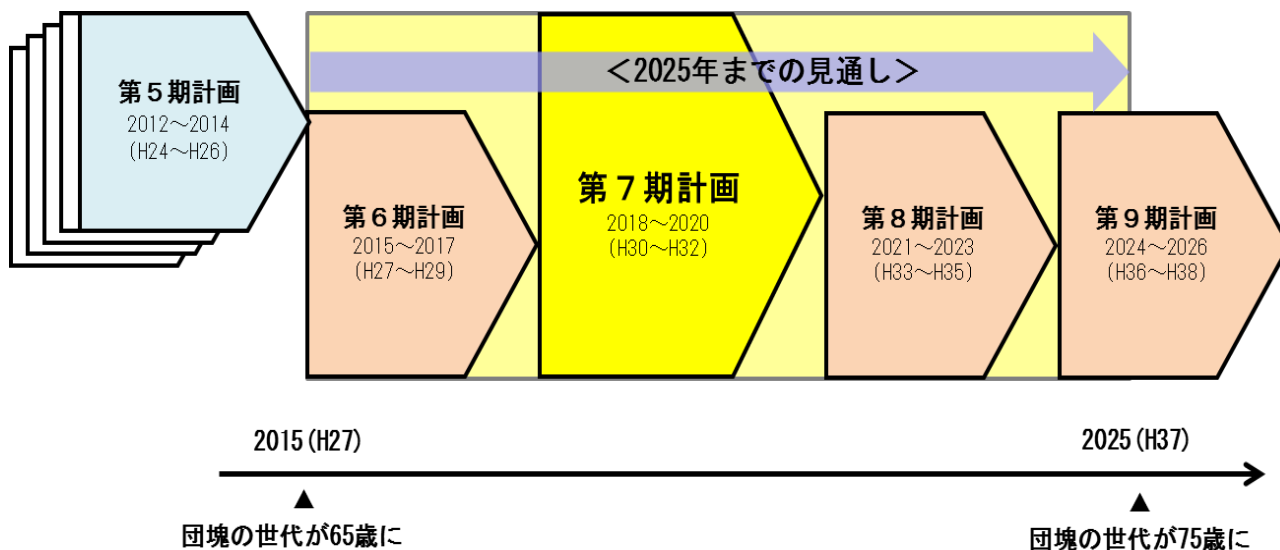 <2025年までの見通し>
第5期計画
2012~2014
(H24~H26)
第6期計画
2015~2017
(H27~H29)
第7期計画
2018~2020
(H30~H32)
第8期計画
2021~2023
(H33~H35)
第9期計画
2024~2026
(H36~H38)
2015(H27)
2025(H37)
▲
▲
団塊の世代が65歳に
団塊の世代が75歳に